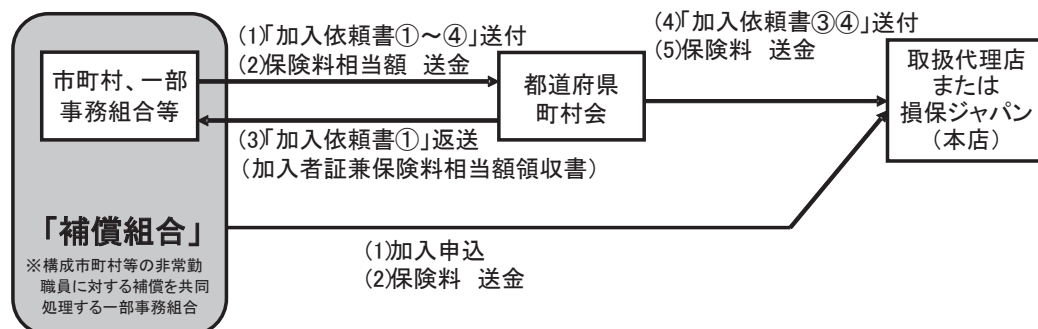 (1)「加入依頼書①~④」送付
(2)保険料相当額 送金
(4)「加入依頼書③④」送付
(5)保険料 送金
市町村、一部
事務組合等
都道府県
町村会
取扱代理店
または
損保ジャパン
(本店)
(3)「加入依頼書①」返送
(加入者証兼保険料相当額領収書)
「補償組合」
※構成市町村等の非常勤
職員に対する補償を共同
処理する一部事務組合
(1)加入申込
(2)保険料 送金